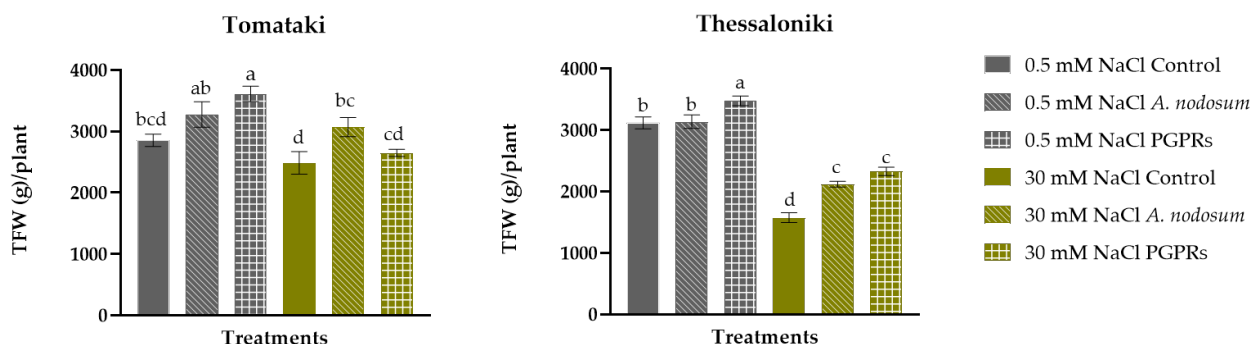 Tomataki
TFW (g)/plant
4000
3000
2000
1000
0
bcd
ab
a
d
bc
cd
Treatments
Thessaloniki
TFW (g)/plant
4000
3000
2000
1000
0
b
b
a
d
c
c
Treatments
0.5 mM NaCl Control
0.5 mM NaCl A. nodosum
0.5 mM NaCl PGPRs
30 mM NaCl Control
30 mM NaCl A. nodosum
30 mM NaCl PGPRs